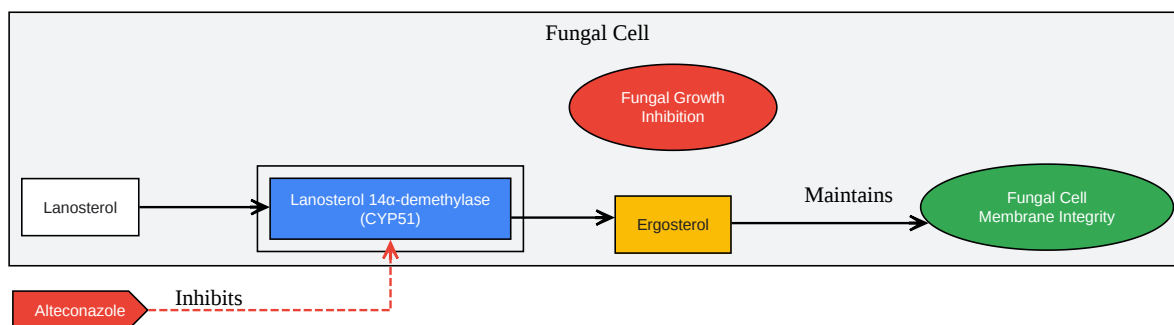 Fungal Cell
Fungal Growth
Inhibition
Lanosterol
Lanosterol 14α-demethylase
(CYP51)
Ergosterol
Maintains
Fungal Cell
Membrane Integrity
Alteconazole
Inhibits